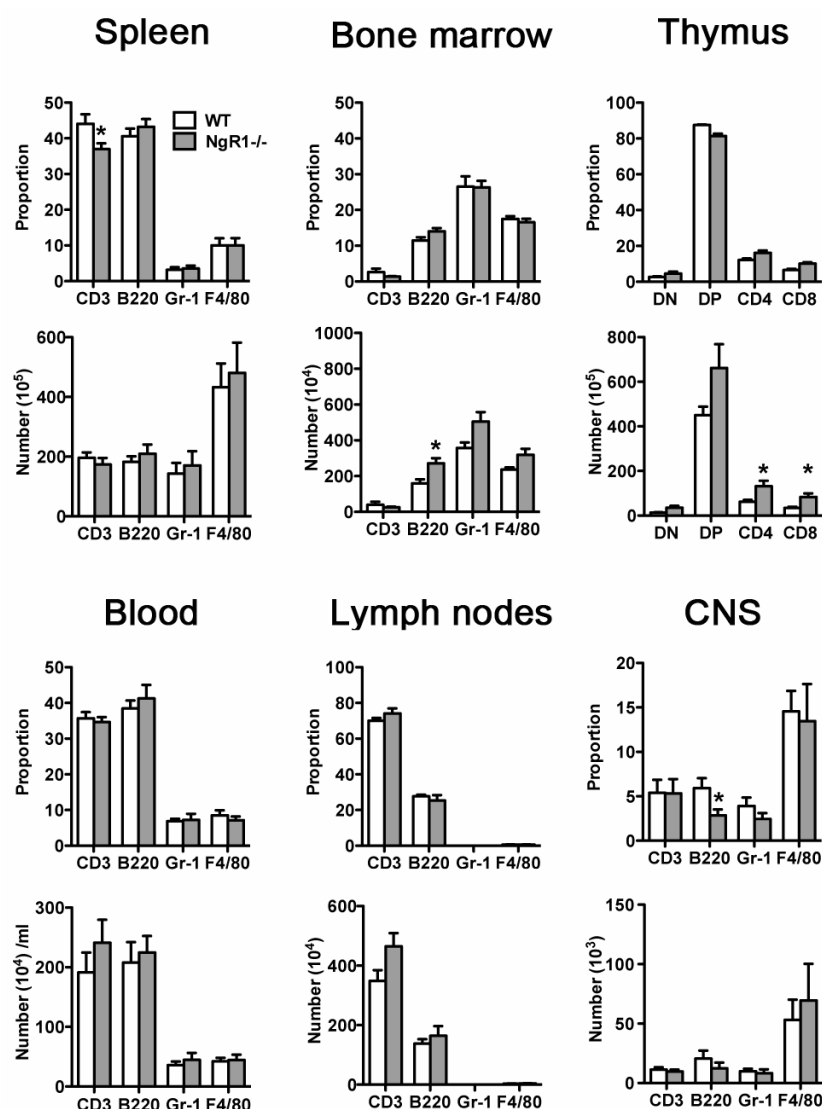 Spleen
Bone marrow
Thymus
50
40
30
20
10
0
Proportion
*
WT
NgR1-/-
CD3 B220 Gr-1 F4/80
50
40
30
20
10
0
Proportion
CD3 B220 Gr-1 F4/80
100
80
60
40
20
0
Proportion
DN DP CD4 CD8
600
400
200
0
Number (10⁵)
CD3 B220 Gr-1 F4/80
1000
800
600
400
200
0
Number (10⁴)
*
CD3 B220 Gr-1 F4/80
800
600
400
200
0
Number (10⁵)
* *
DN DP CD4 CD8
Blood
Lymph nodes
CNS
50
40
30
20
10
0
Proportion
CD3 B220 Gr-1 F4/80
100
80
60
40
20
0
Proportion
CD3 B220 Gr-1 F4/80
20
15
10
5
0
Proportion
*
CD3 B220 Gr-1 F4/80
300
200
100
0
Number (10⁴) /ml
CD3 B220 Gr-1 F4/80
600
400
200
0
Number (10⁴)
CD3 B220 Gr-1 F4/80
150
100
50
0
Number (10³)
CD3 B220 Gr-1 F4/80